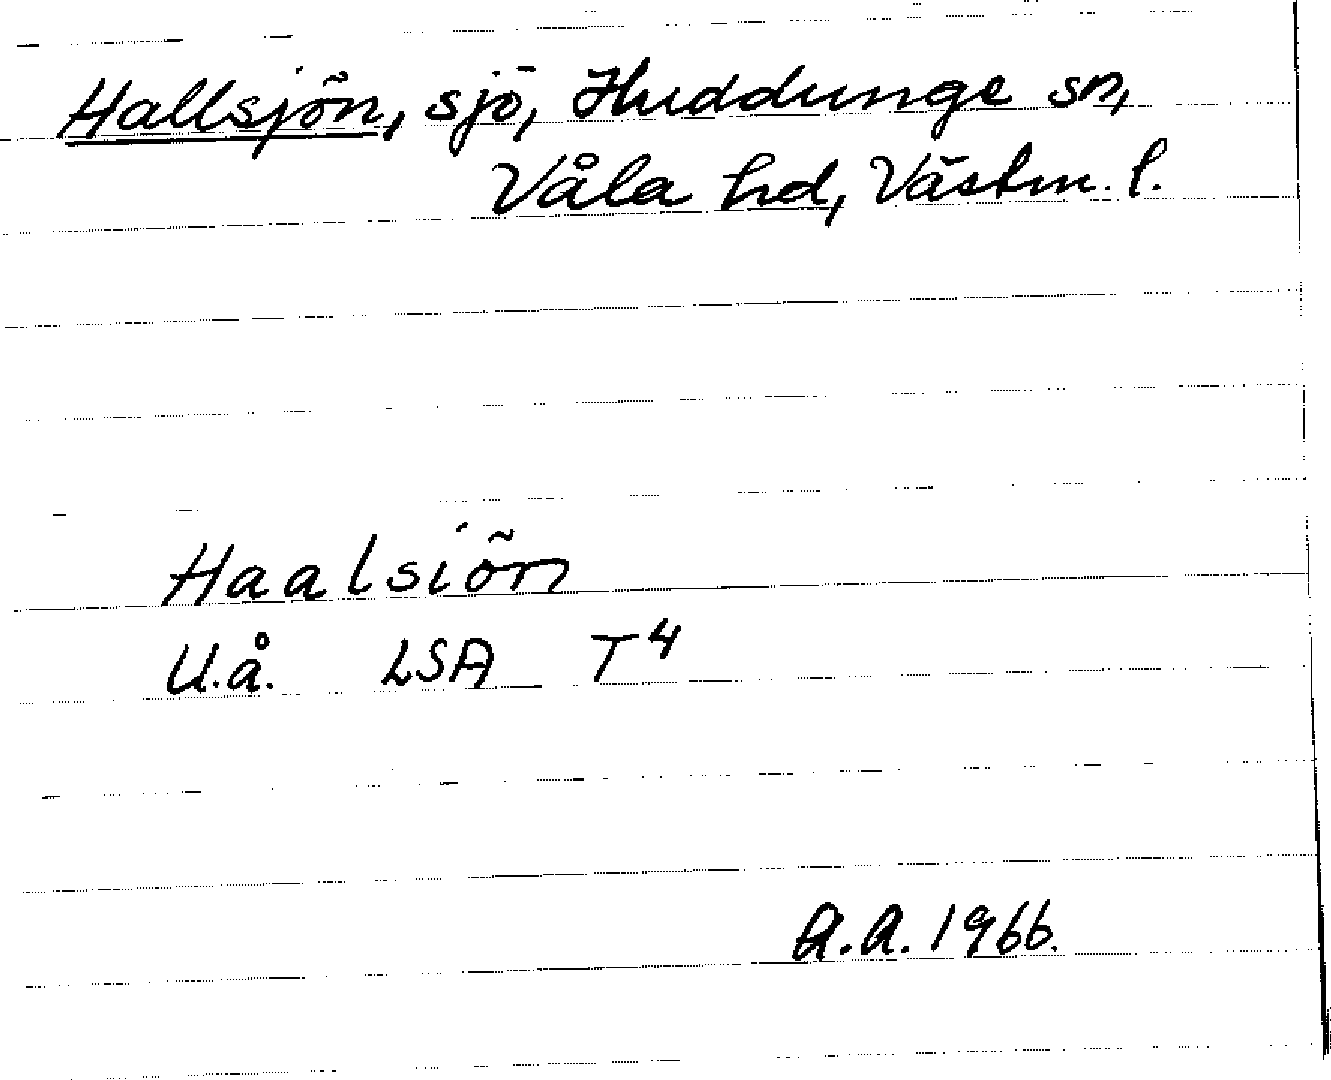 Hallsjön, sjö, Huddunge sn,
Våla hd, Västm. l.
Haalsiön
U.å. LSA T4
A.A. 1966.